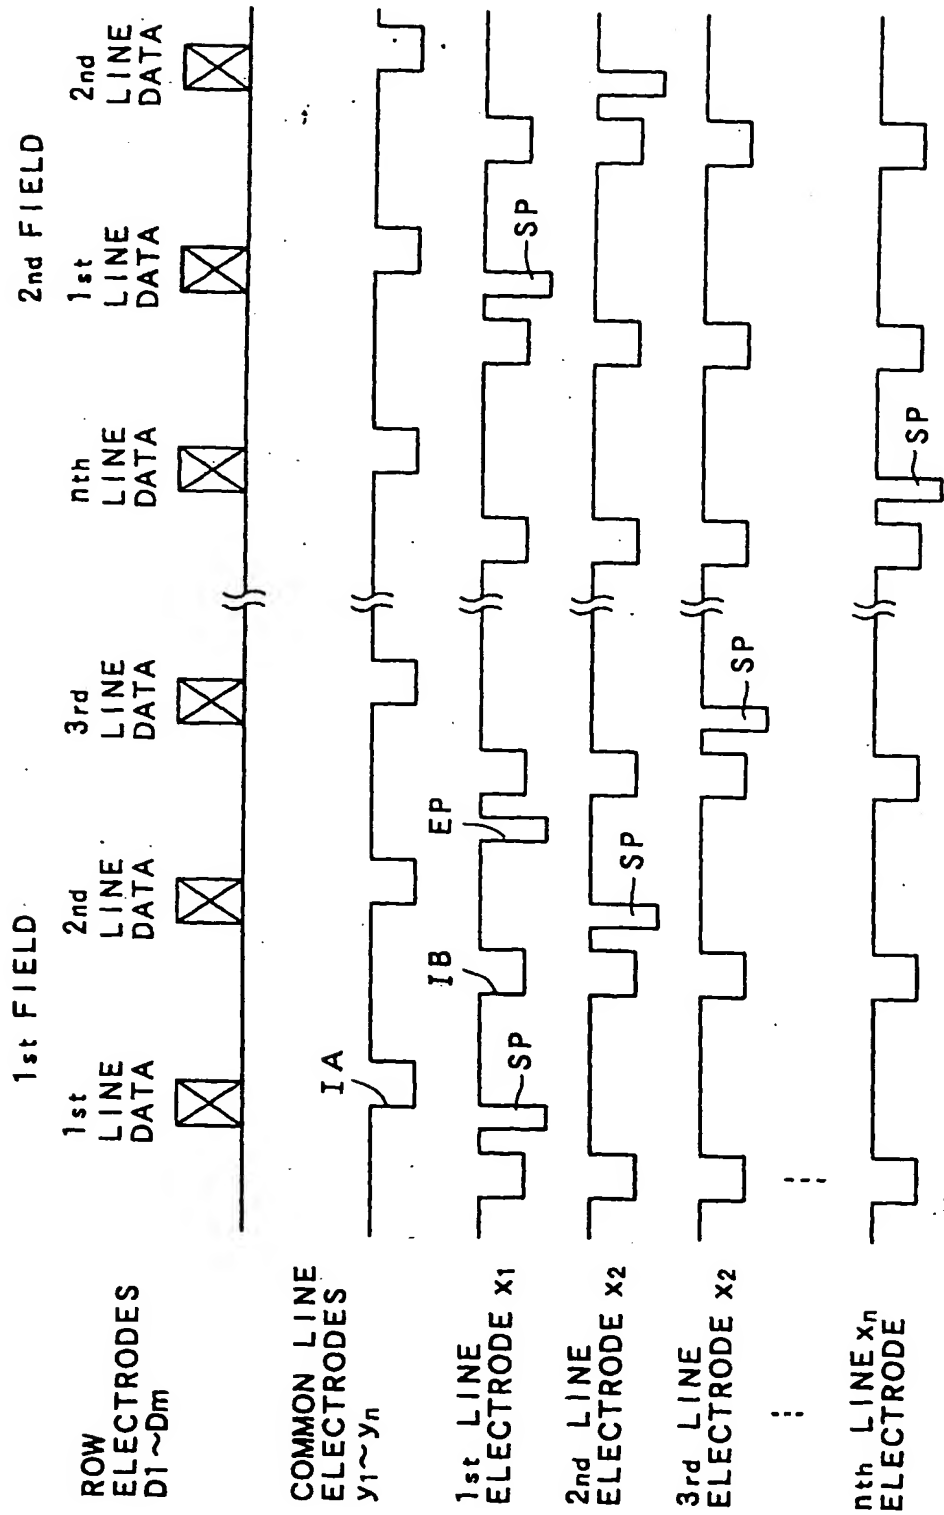 1st FIELD
2nd FIELD
1st
LINE
DATA
2nd
LINE
DATA
3rd
LINE
DATA
nth
LINE
DATA
1st
LINE
DATA
2nd
LINE
DATA
ROW
ELECTRODES
D1~Dm
COMMON LINE
ELECTRODES
y1~yn
IA
1st LINE
ELECTRODE x1
SP
IB
EP
SP
2nd LINE
ELECTRODE x2
SP
3rd LINE
ELECTRODE x2
SP
nth LINE xn
ELECTRODE
SP